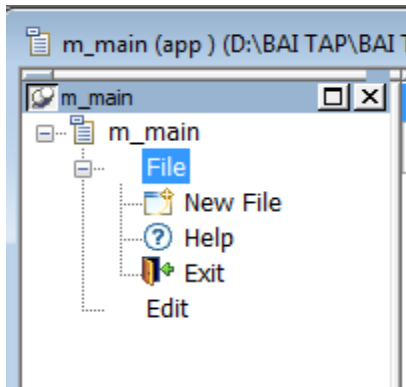 m_main (app ) (D:\BAI TAP\BAI
m_main
m_main
File
New File
Help
Exit
Edit